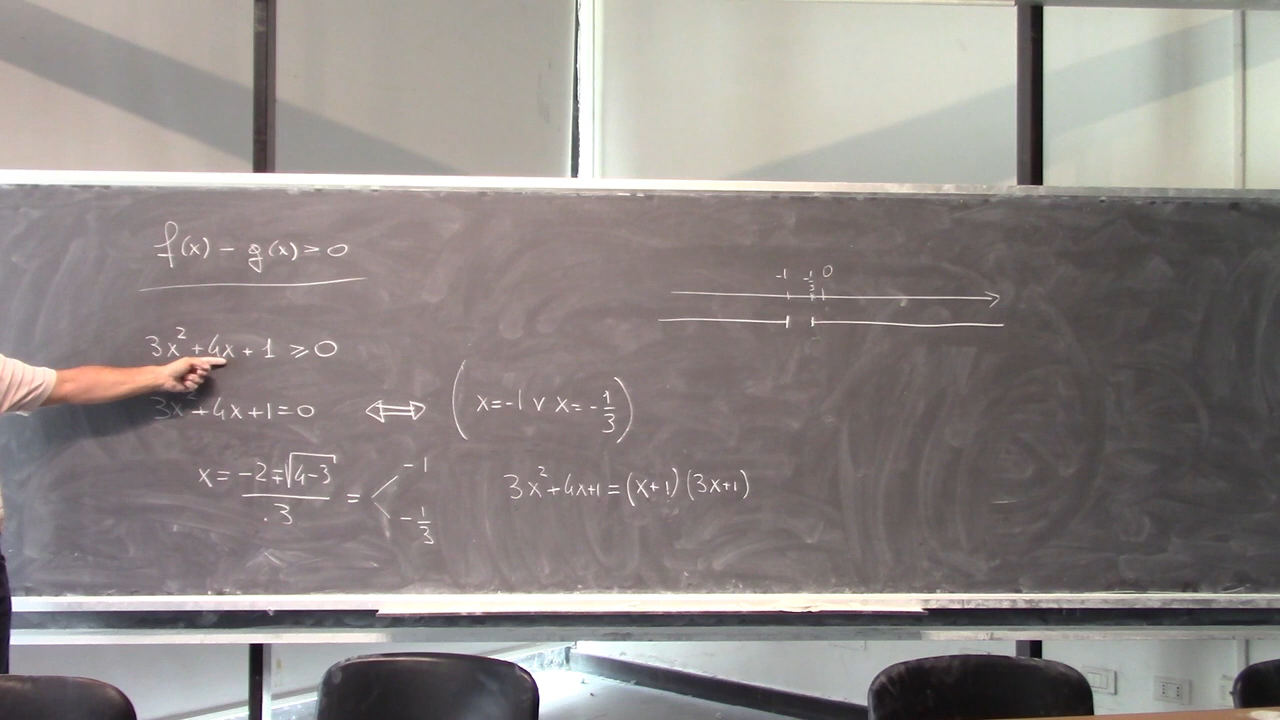 f(x) - g(x) ≥ 0
-1 -1/3 0
3x² + 4x + 1 ≥ 0
3x² + 4x + 1 = 0 ⟺ (x = -1 ∨ x = -1/3)
x = (-2 ∓ √(4-3))/3 = < -1 -1/3
3x² + 4x + 1 = (x+1)(3x+1)